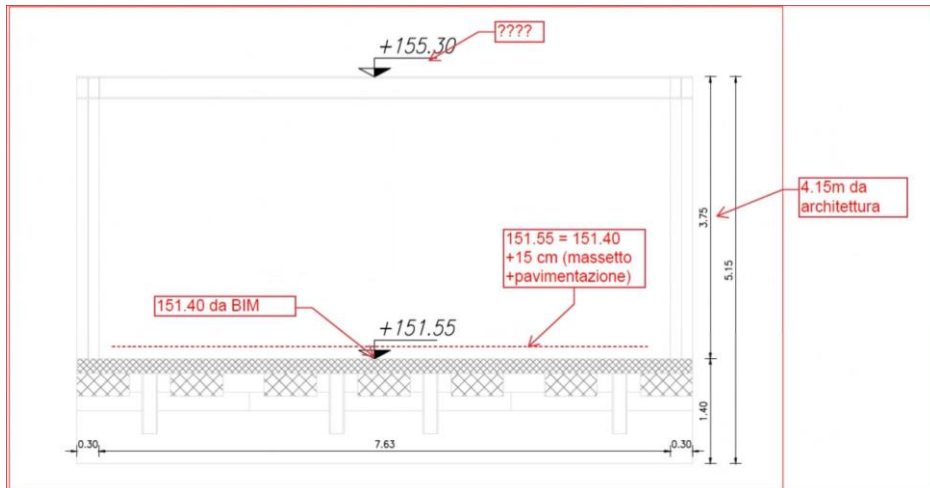 ????
+155.30
4.15m da
architettura
3.75
5.15
151.55 = 151.40
+15 cm (massetto
+pavimentazione)
151.40 da BIM
+151.55
1.40
0.30
7.63
0.30